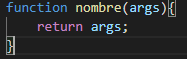 function nombre(args){
    return args;
}